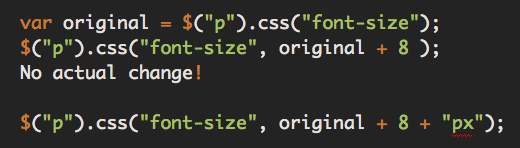 var original = $("p").css("font-size");
$("p").css("font-size", original + 8 );
No actual change!
$("p").css("font-size", original + 8 + "px");